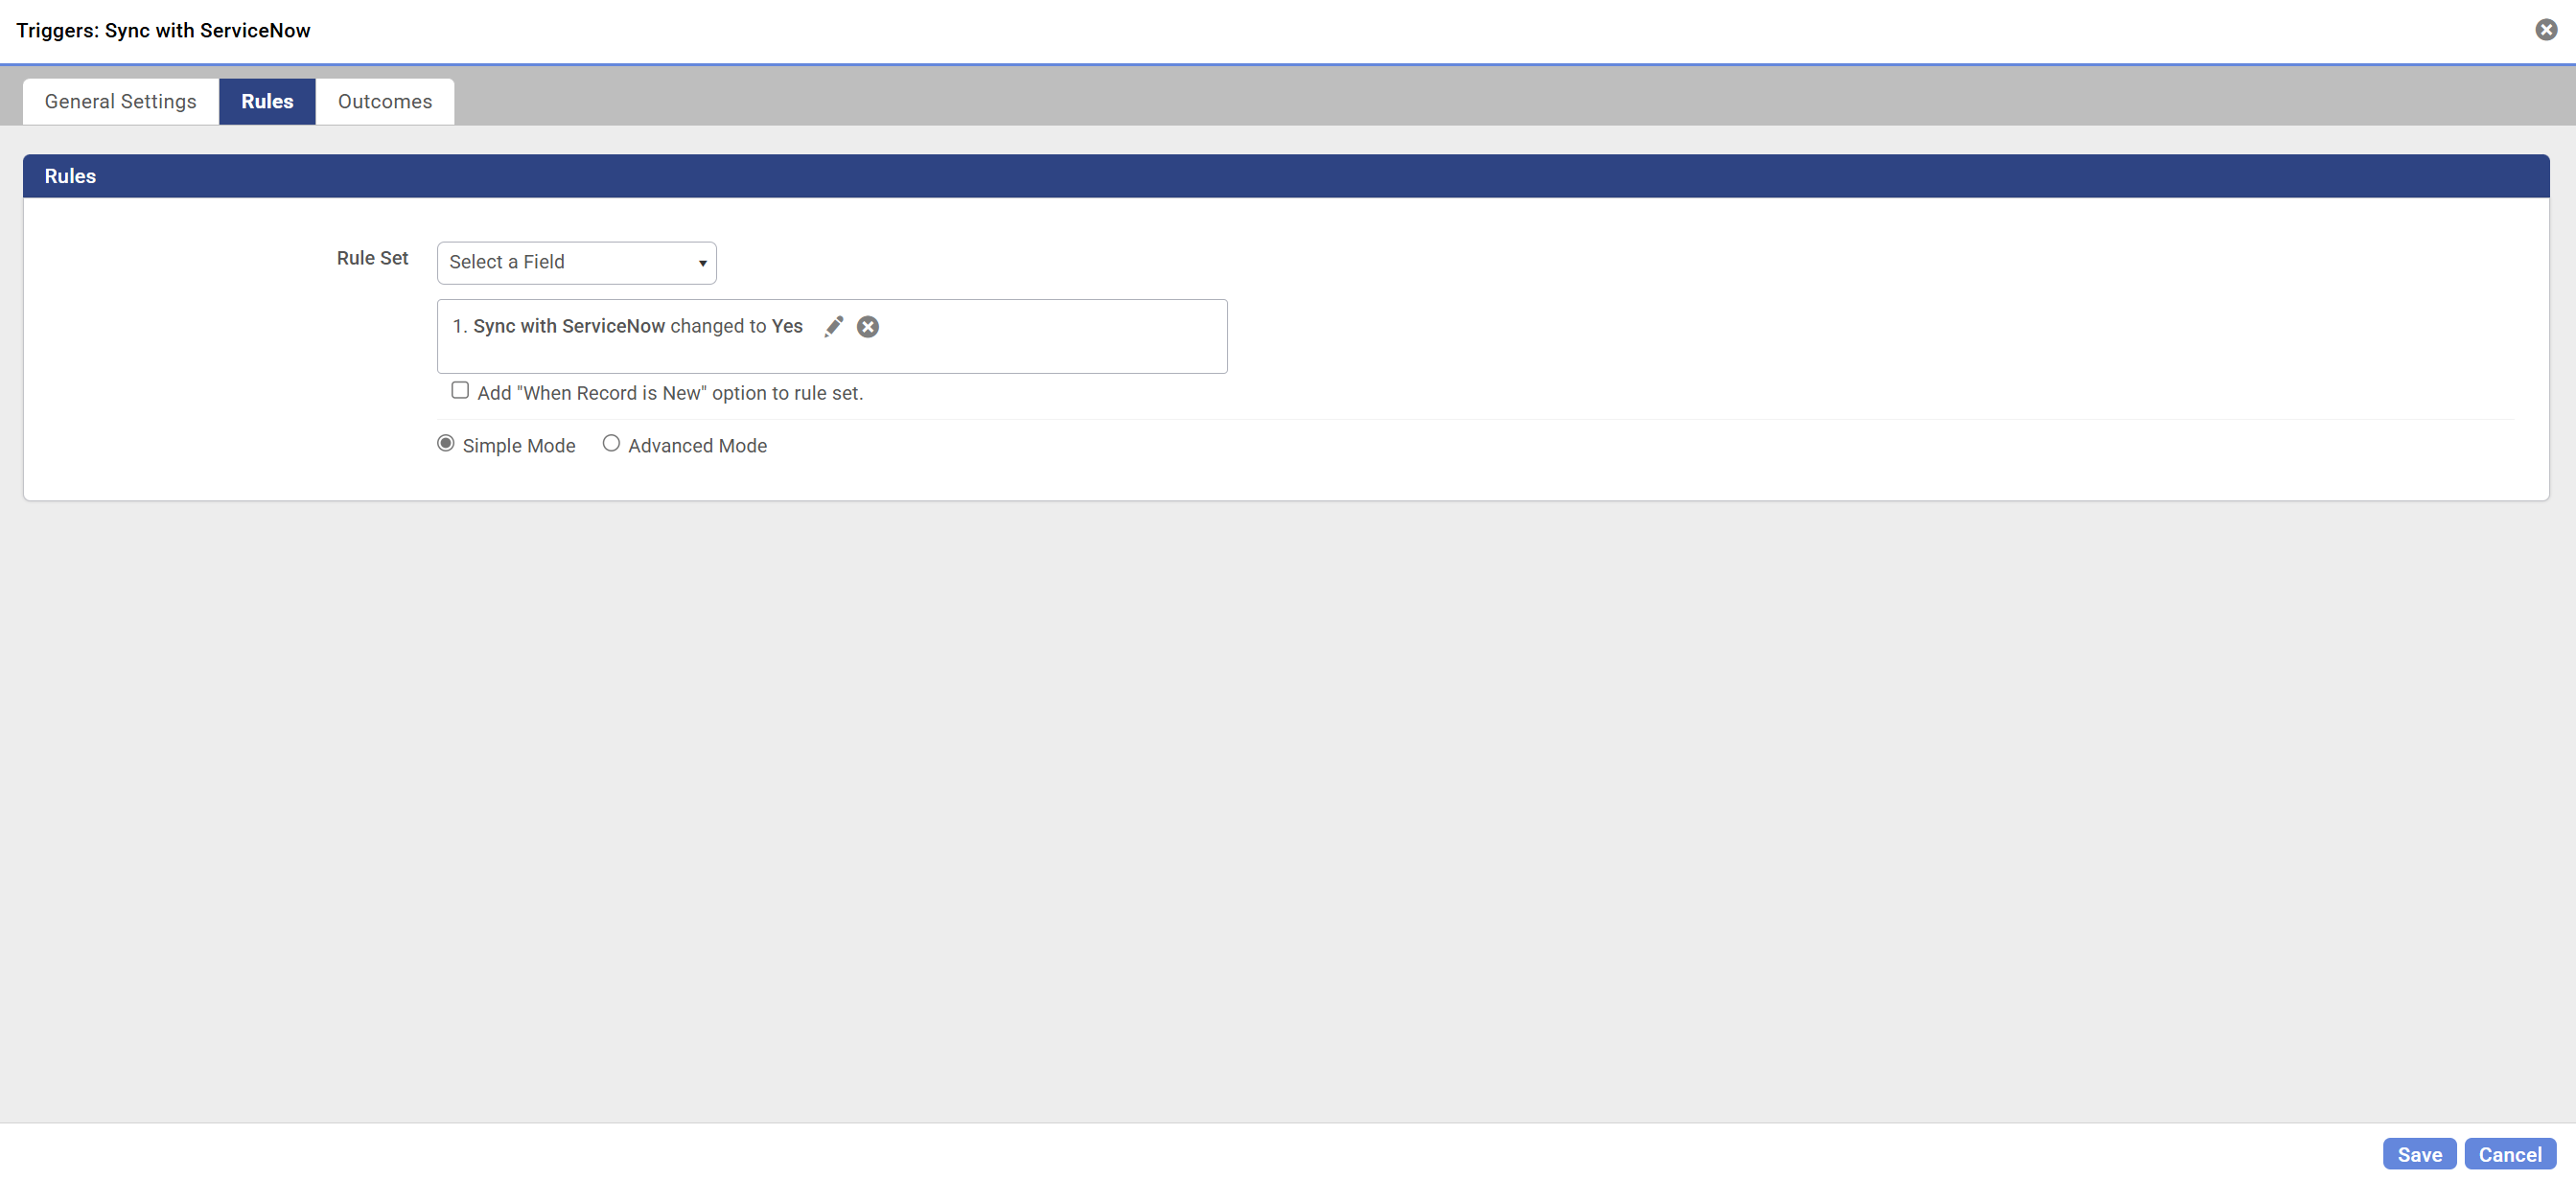 Triggers: Sync with ServiceNow
General Settings Rules Outcomes
Rules
Rule Set Select a Field
1. Sync with ServiceNow changed to Yes
Add "When Record is New" option to rule set.
Simple Mode Advanced Mode
Save Cancel